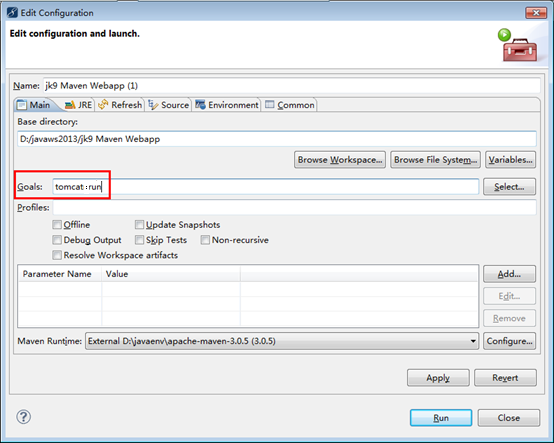 Edit Configuration
Edit configuration and launch.
Name: jk9 Maven Webapp (1)
Main JRE Refresh Source Environment Common
Base directory:
D:/javaws2013/jk9 Maven Webapp
Browse Workspace... Browse File System... Variables...
Goals: tomcat:run Select...
Profiles:
Offline Update Snapshots
Debug Output Skip Tests Non-recursive
Resolve Workspace artifacts
Parameter Name Value Add...
Edit...
Remove
Maven Runtime: External D:\javaenv\apache-maven-3.0.5 (3.0.5) Configure...
Apply Revert
Run Close